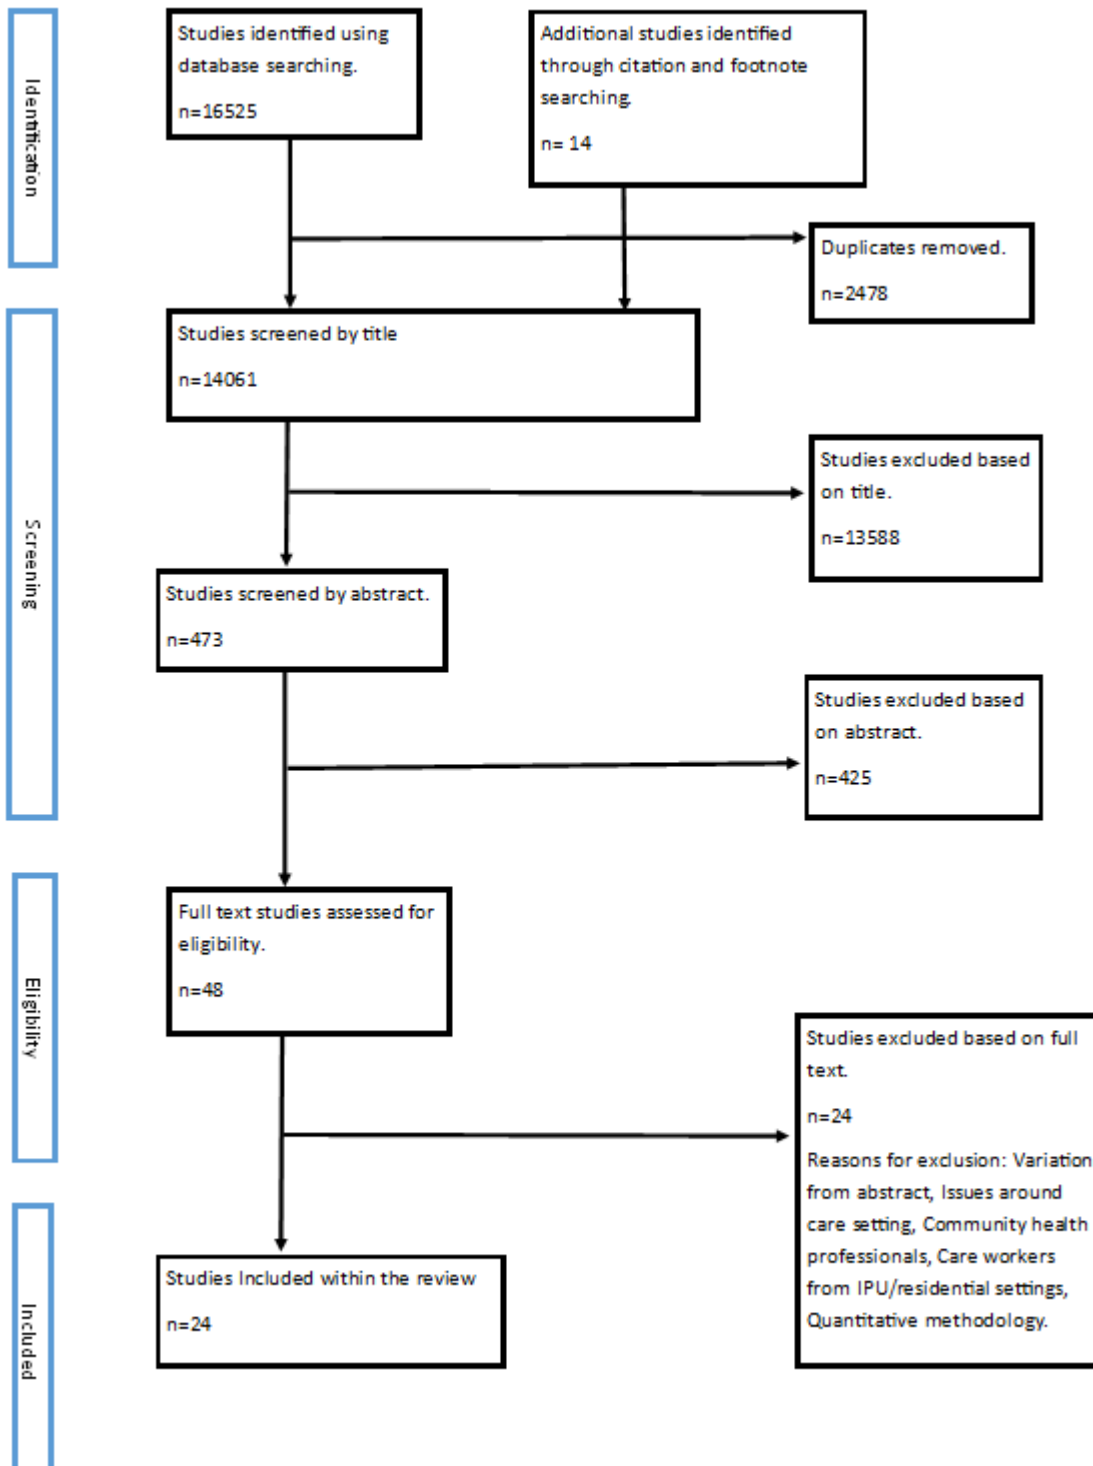 Identification
Studies identified using
database searching.
n=16525
Additional studies identified
through citation and footnote
searching.
n= 14
Duplicates removed.
n=2478
Screening
Studies screened by title
n=14061
Studies excluded based
on title.
n=13588
Studies screened by abstract.
n=473
Studies excluded based
on abstract.
n=425
Eligibility
Full text studies assessed for
eligibility.
n=48
Studies excluded based on full
text.
n=24
Reasons for exclusion: Variation
from abstract, Issues around
care setting, Community health
professionals, Care workers
from IPU/residential settings,
Quantitative methodology.
Included
Studies Included within the review
n=24